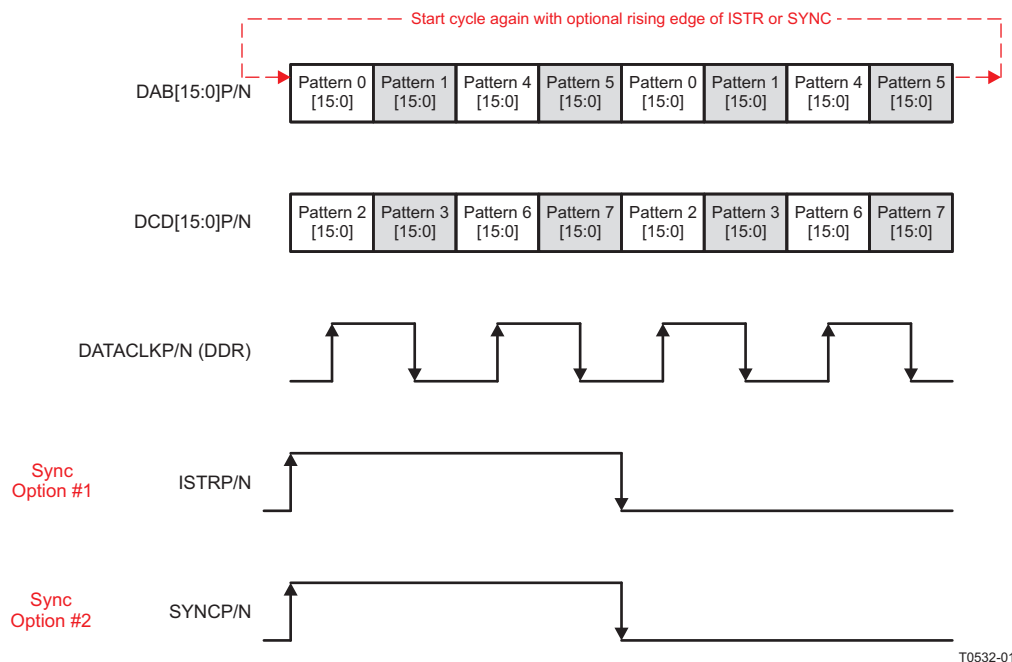 Start cycle again with optional rising edge of ISTR or SYNC
DAB[15:0]P/N
Pattern 0 Pattern 1 Pattern 4 Pattern 5 Pattern 0 Pattern 1 Pattern 4 Pattern 5
[15:0] [15:0] [15:0] [15:0] [15:0] [15:0] [15:0] [15:0]
DCD[15:0]P/N
Pattern 2 Pattern 3 Pattern 6 Pattern 7 Pattern 2 Pattern 3 Pattern 6 Pattern 7
[15:0] [15:0] [15:0] [15:0] [15:0] [15:0] [15:0] [15:0]
DATACLKP/N (DDR)
Sync
Option #1
ISTRP/N
Sync
Option #2
SYNCP/N
T0532-01